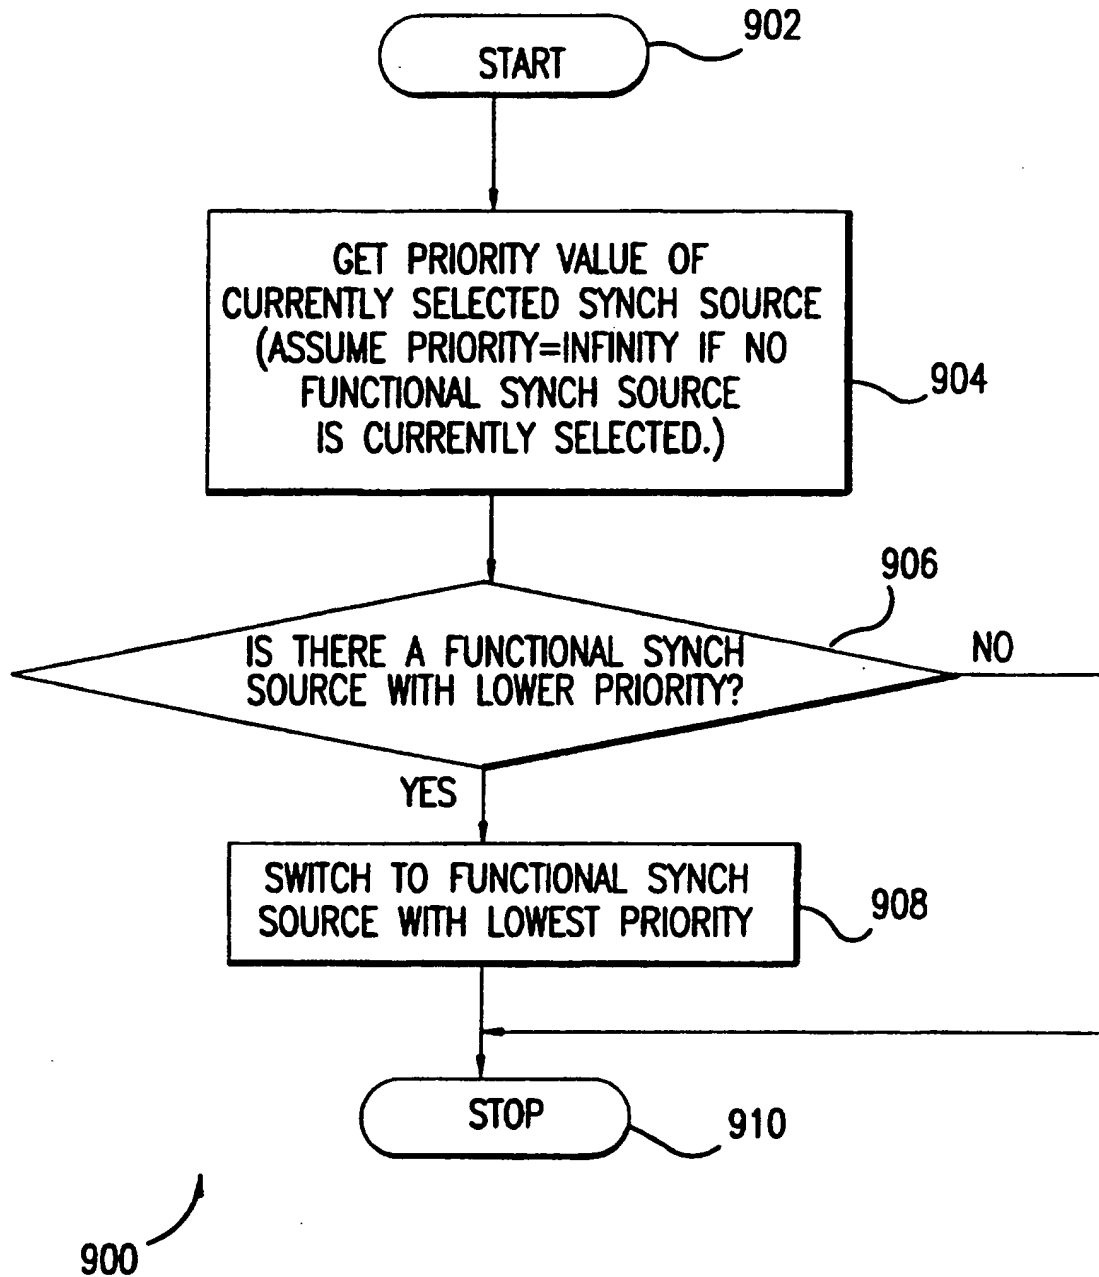 902
START
GET PRIORITY VALUE OF
CURRENTLY SELECTED SYNCH SOURCE
(ASSUME PRIORITY=INFINITY IF NO
FUNCTIONAL SYNCH SOURCE
IS CURRENTLY SELECTED.)
904
906
IS THERE A FUNCTIONAL SYNCH
SOURCE WITH LOWER PRIORITY?
NO
YES
SWITCH TO FUNCTIONAL SYNCH
SOURCE WITH LOWEST PRIORITY
908
STOP
910
900